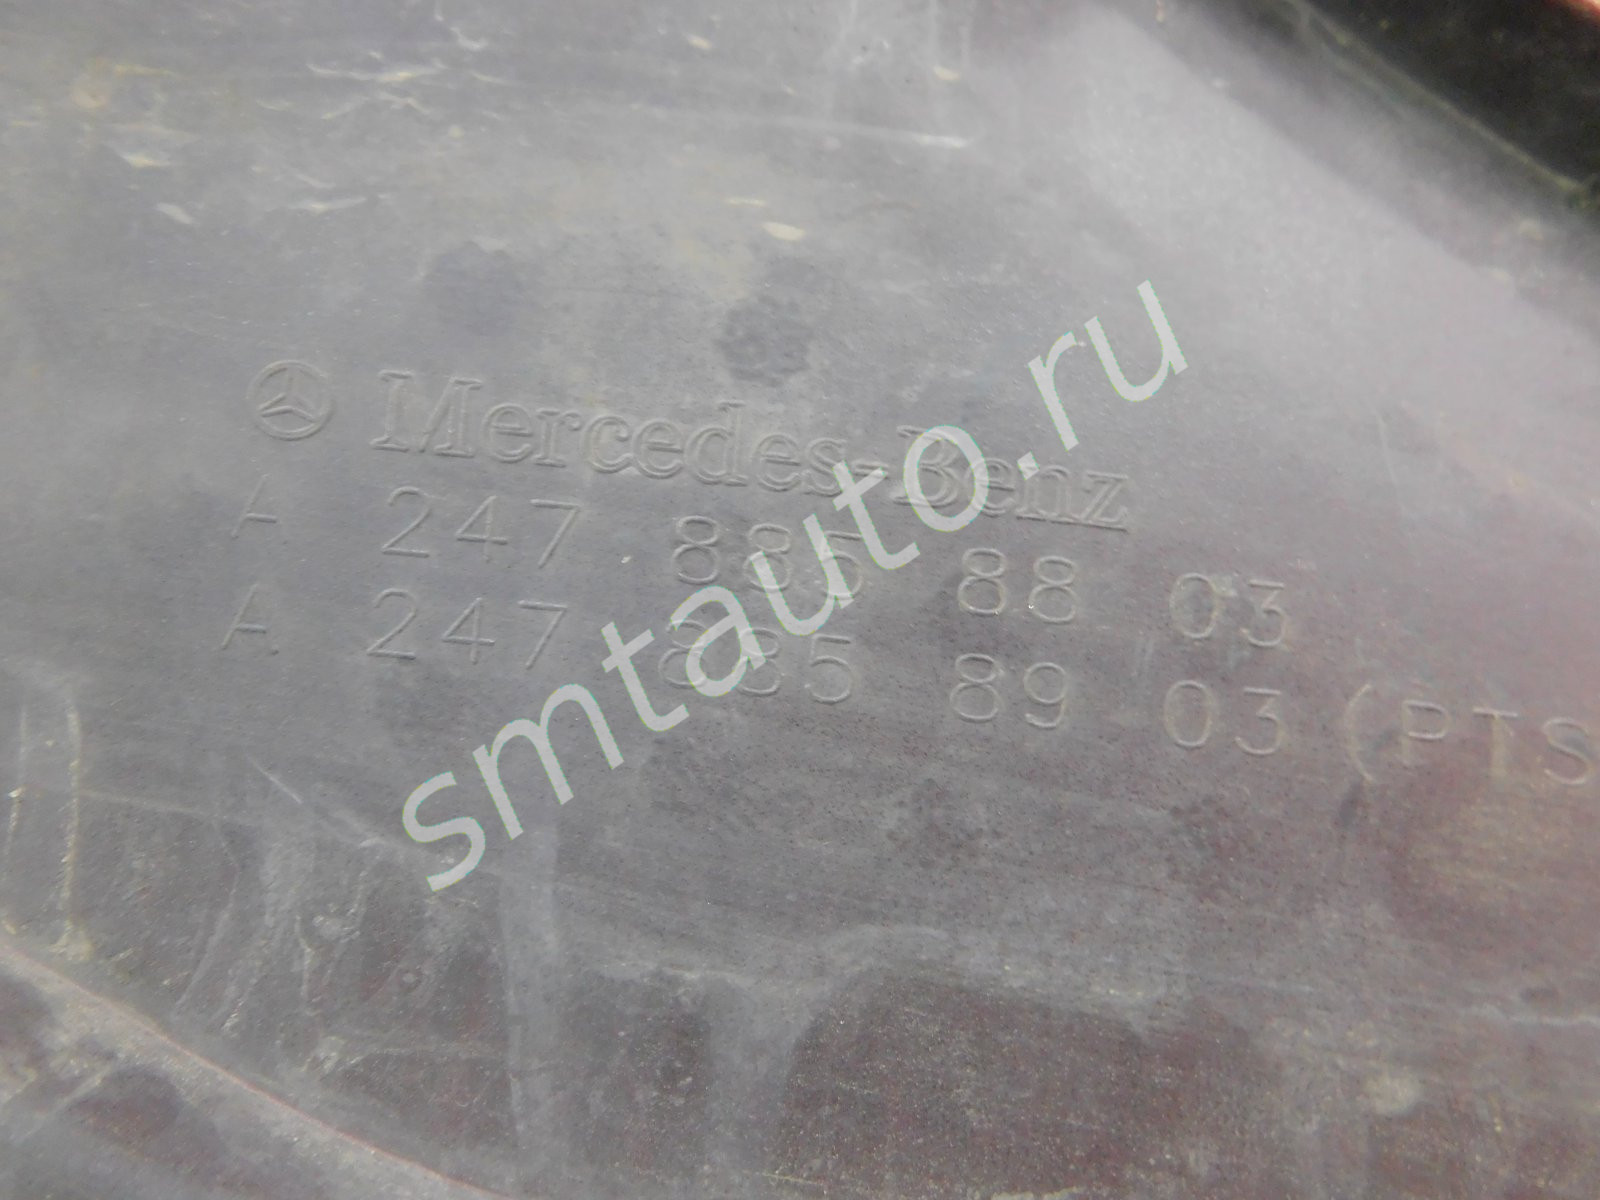 Mercedes-Benz
A 247 885 88 03
A 247 885 89 03 (PTS
smtauto.ru